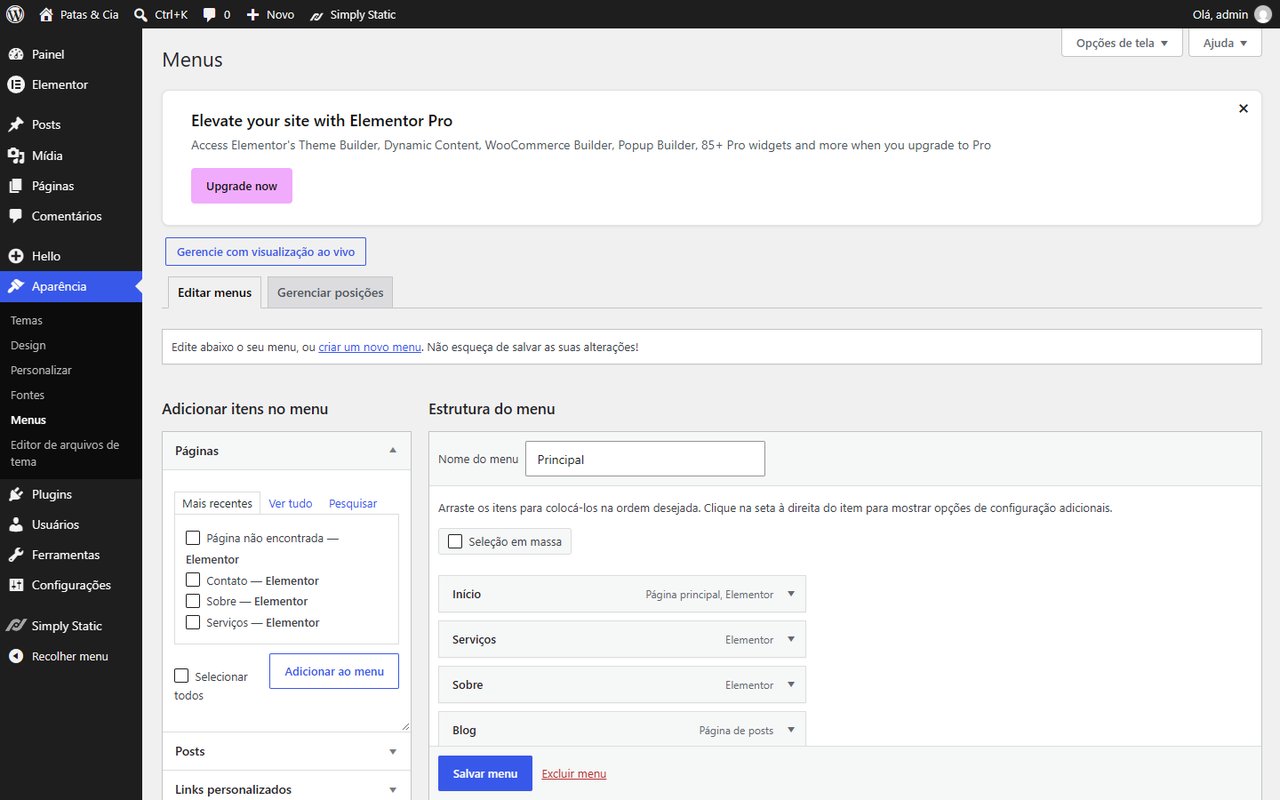 Patas & Cia Ctrl+K 0 Novo Simply Static Olá, admin
Painel
Elementor
Posts
Mídia
Páginas
Comentários
Hello
Aparência
Temas
Design
Personalizar
Fontes
Menus
Editor de arquivos de
tema
Plugins
Usuários
Ferramentas
Configurações
Simply Static
Recolher menu
Opções de tela Ajuda
Menus
Elevate your site with Elementor Pro
Access Elementor's Theme Builder, Dynamic Content, WooCommerce Builder, Popup Builder, 85+ Pro widgets and more when you upgrade to Pro
Upgrade now
Gerencie com visualização ao vivo
Editar menus Gerenciar posições
Edite abaixo o seu menu, ou criar um novo menu. Não esqueça de salvar as suas alterações!
Adicionar itens no menu
Páginas
Mais recentes Ver tudo Pesquisar
Página não encontrada —
Elementor
Contato — Elementor
Sobre — Elementor
Serviços — Elementor
Selecionar
todos
Adicionar ao menu
Posts
Links personalizados
Estrutura do menu
Nome do menu Principal
Arraste os itens para colocá-los na ordem desejada. Clique na seta à direita do item para mostrar opções de configuração adicionais.
Seleção em massa
Início Página principal, Elementor
Serviços Elementor
Sobre Elementor
Blog Página de posts
Salvar menu Excluir menu